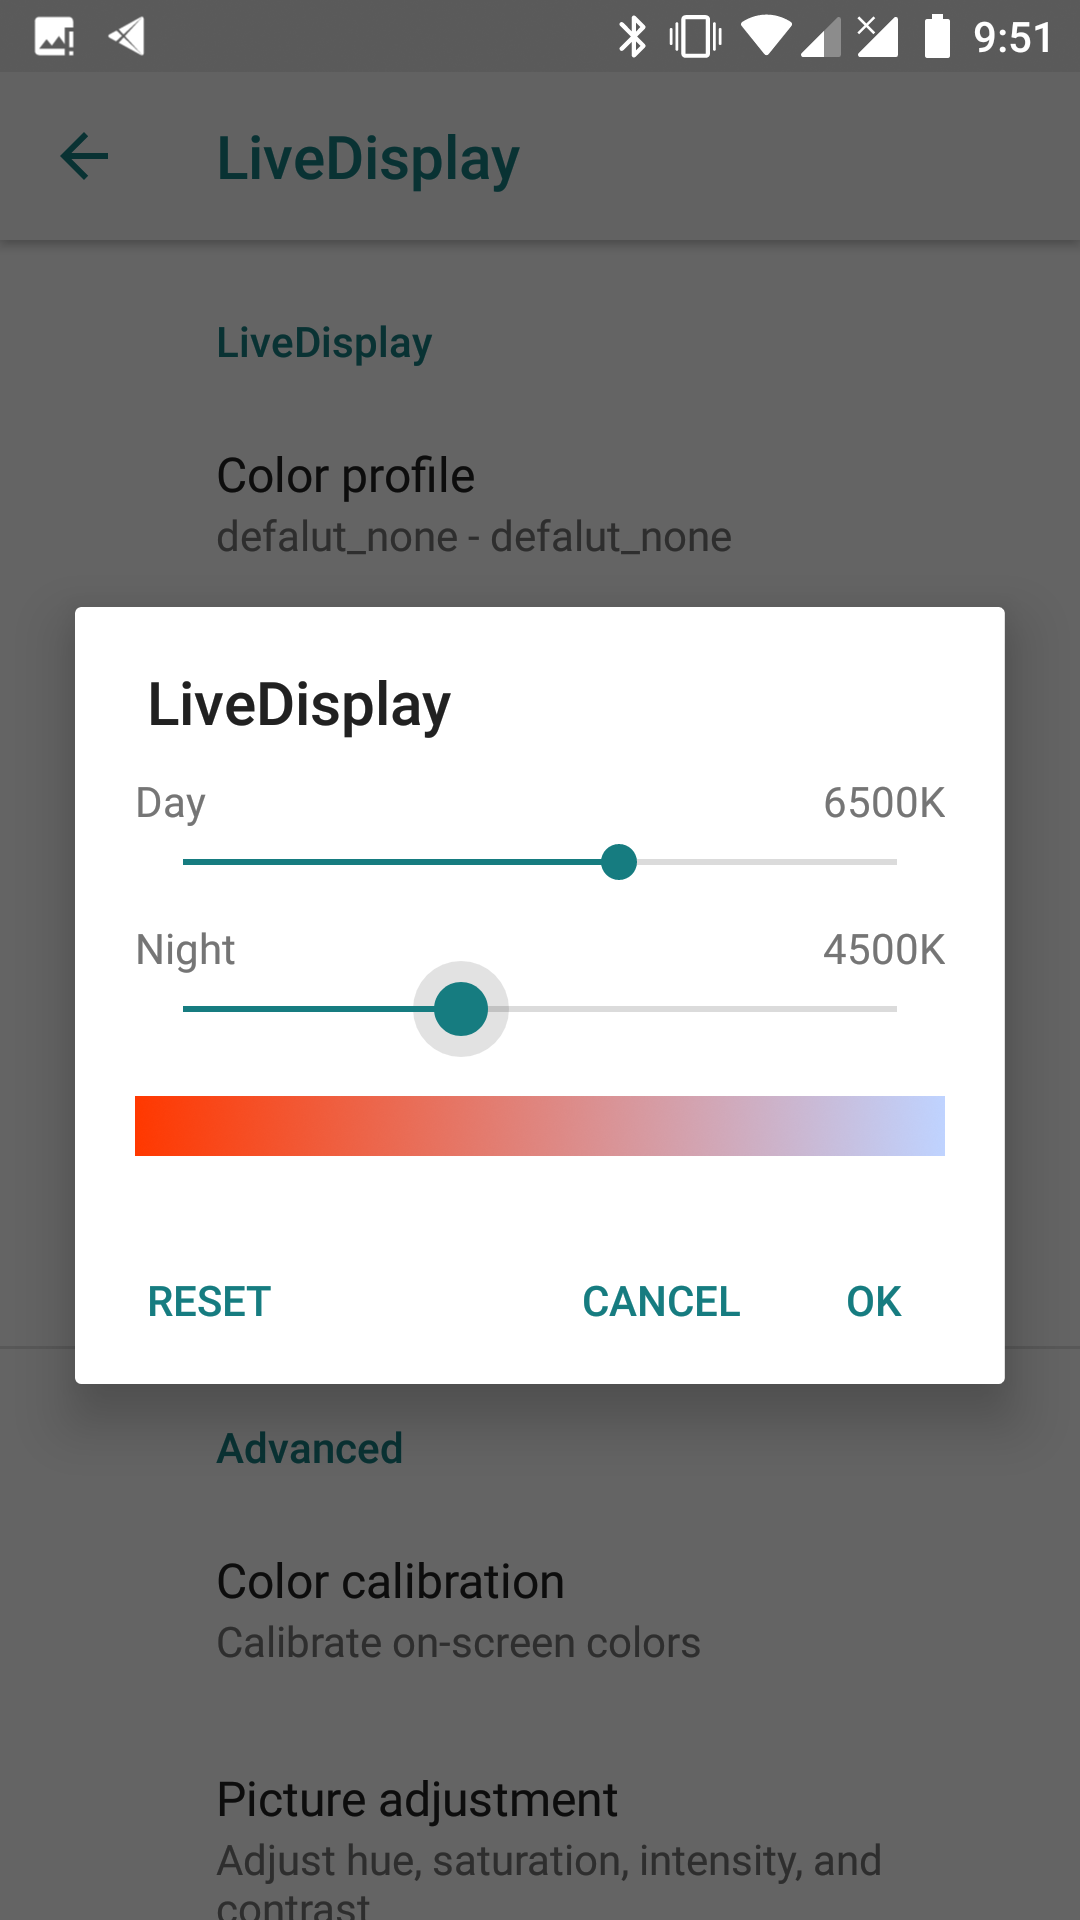 9:51
LiveDisplay
LiveDisplay
Color profile
defalut_none - defalut_none
LiveDisplay
Day 6500K
Night 4500K
RESET CANCEL OK
Advanced
Color calibration
Calibrate on-screen colors
Picture adjustment
Adjust hue, saturation, intensity, and
contrast